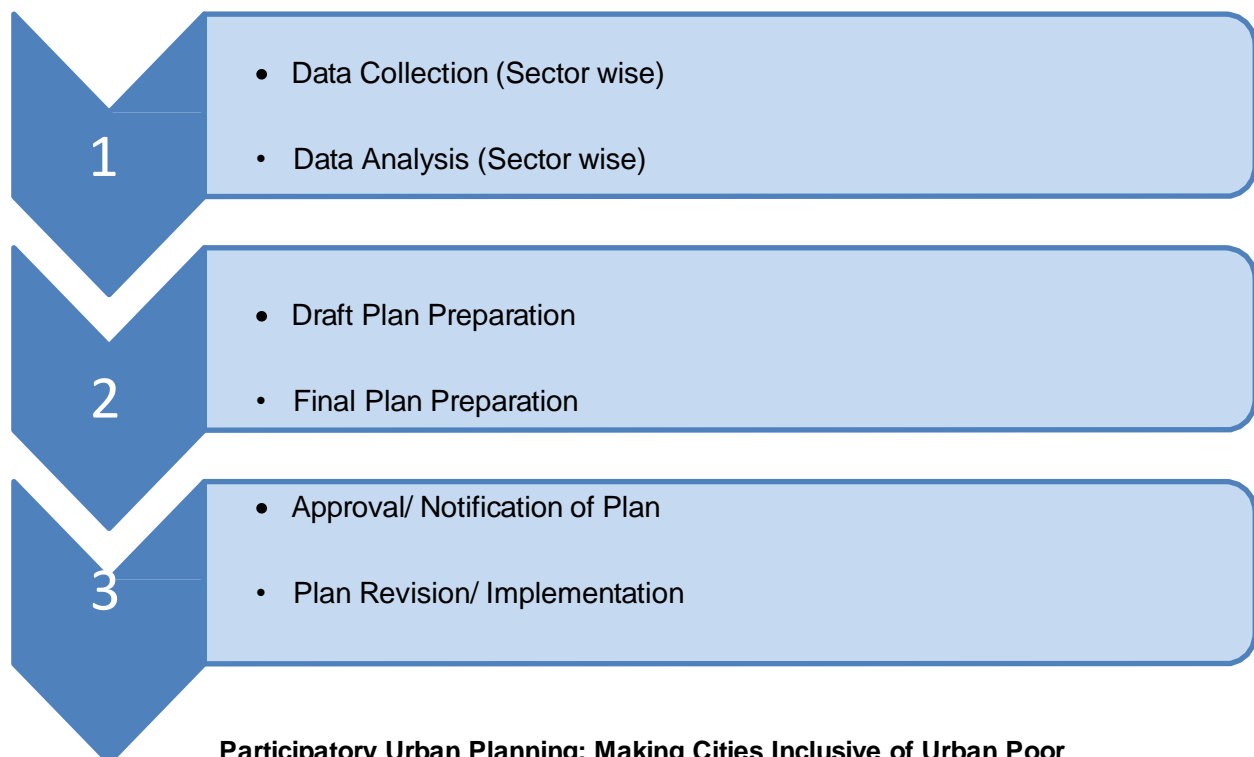 1
• Data Collection (Sector wise)
• Data Analysis (Sector wise)
2
• Draft Plan Preparation
• Final Plan Preparation
3
• Approval/ Notification of Plan
• Plan Revision/ Implementation
Participatory Urban Planning: Making Cities Inclusive of Urban Poor